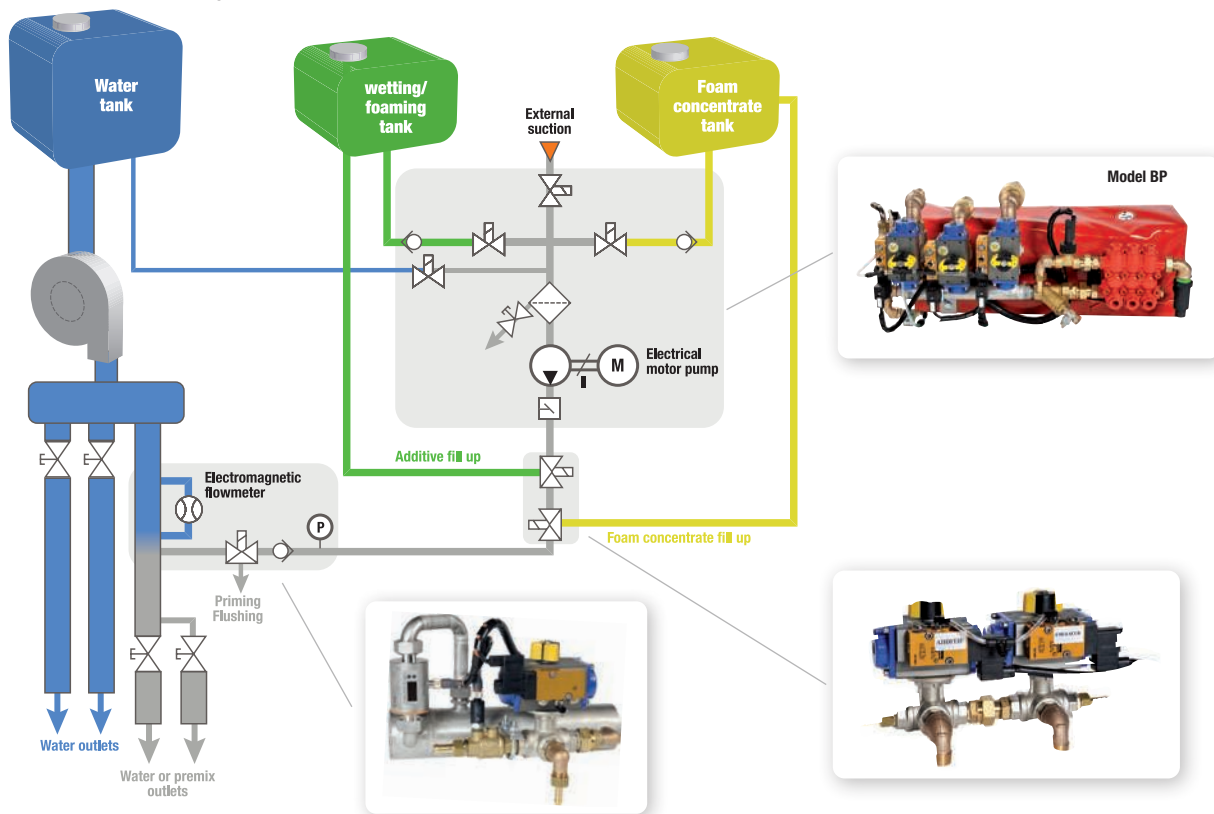 Water
tank
wetting/
foaming
tank
External
suction
Foam
concentrate
tank
Model BP
Electrical
motor pump
M
Additive fill up
Electromagnetic
flowmeter
P
Foam concentrate fill up
Priming
Flushing
Water outlets
Water or premix
outlets